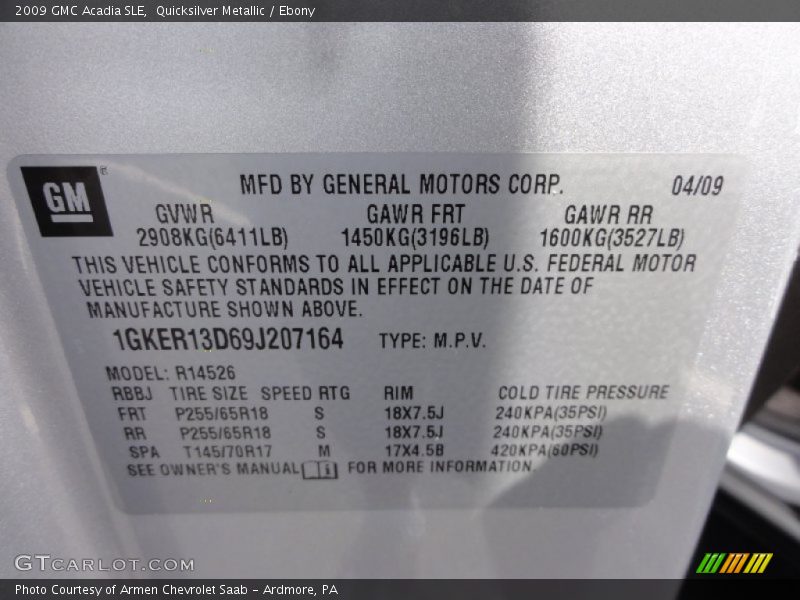 2009 GMC Acadia SLE,  Quicksilver Metallic / Ebony
GM
MFD BY GENERAL MOTORS CORP. 04/09
GVWR GAWR FRT GAWR RR
2908KG(6411LB) 1450KG(3196LB) 1600KG(3527LB)
THIS VEHICLE CONFORMS TO ALL APPLICABLE U.S. FEDERAL MOTOR
VEHICLE SAFETY STANDARDS IN EFFECT ON THE DATE OF
MANUFACTURE SHOWN ABOVE.
1GKER13D69J207164 TYPE: M.P.V.
MODEL: R14526
RBBJ TIRE SIZE SPEED RTG RIM COLD TIRE PRESSURE
FRT P255/65R18 S 18X7.5J 240KPA(35PSI)
RR P255/65R18 S 18X7.5J 240KPA(35PSI)
SPA T145/70R17 M 17X4.5B 420KPA(60PSI)
SEE OWNER'S MANUAL FOR MORE INFORMATION.
GTCARLOT.COM
Photo Courtesy of Armen Chevrolet Saab - Ardmore, PA